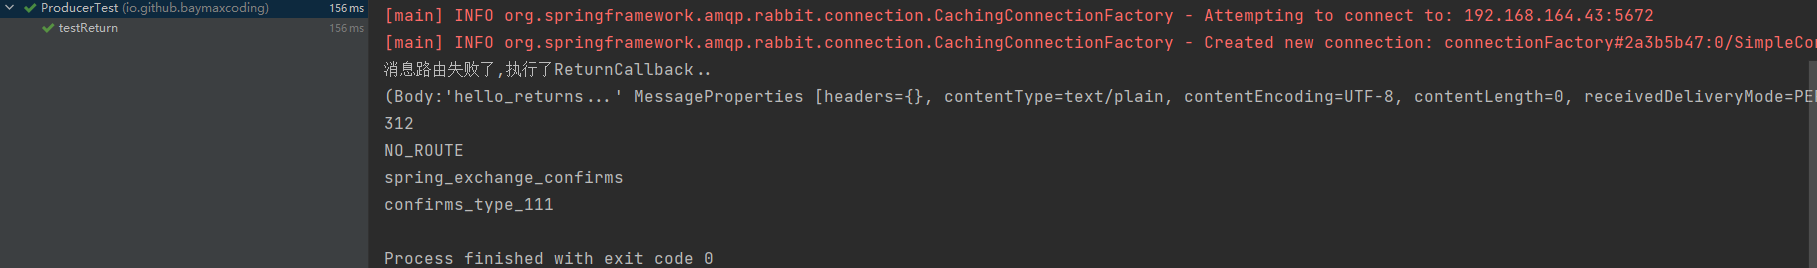 ProducerTest (io.github.baymaxcoding) 156 ms
testReturn 156 ms
[main] INFO org.springframework.amqp.rabbit.connection.CachingConnectionFactory - Attempting to connect to: 192.168.164.43:5672
[main] INFO org.springframework.amqp.rabbit.connection.CachingConnectionFactory - Created new connection: connectionFactory#2a3b5b47:0/SimpleCo
消息路由失败了,执行了ReturnCallback..
(Body:'hello_returns...' MessageProperties [headers={}, contentType=text/plain, contentEncoding=UTF-8, contentLength=0, receivedDeliveryMode=PE
312
NO_ROUTE
spring_exchange_confirms
confirms_type_111
Process finished with exit code 0